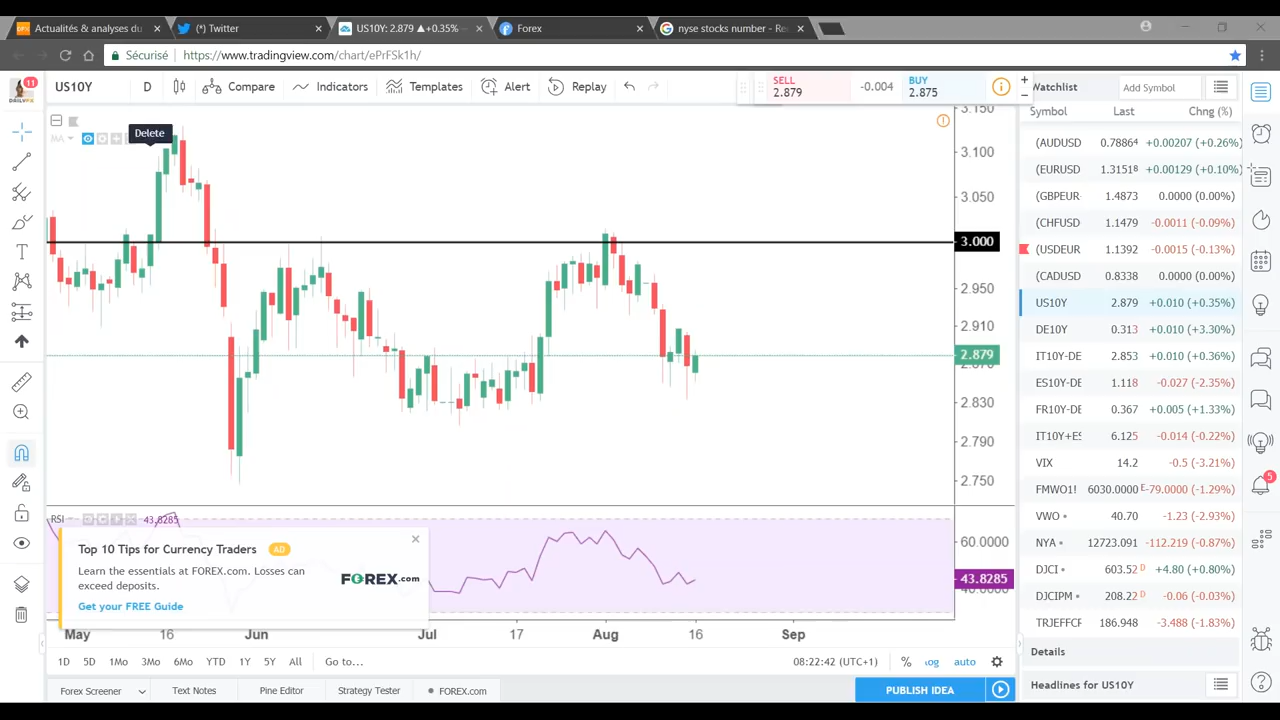 Actualités & analyses du
(*) Twitter
US10Y: 2.879 ▲+0.35%
Forex
nyse stocks number - Re
Sécurisé
https://www.tradingview.com/chart/ePrFSk1h/
11
US10Y
D
Compare
Indicators
Templates
Alert
Replay
SELL
2.879
-0.004
BUY
2.875
Watchlist
Add Symbol
Symbol Last Chng (%)
(AUDUSD 0.78864 +0.00207 (+0.26%)
(EURUSD 1.31518 +0.00129 (+0.10%)
(GBPEUR 1.4873 0.0000 (0.00%)
(CHFUSD 1.1479 -0.0011 (-0.09%)
(USDEUR 1.1392 -0.0015 (-0.13%)
(CADUSD 0.8338 0.0000 (0.00%)
US10Y 2.879 +0.010 (+0.35%)
DE10Y 0.313 +0.010 (+3.30%)
IT10Y-DE 2.853 +0.010 (+0.36%)
ES10Y-DE 1.118 -0.027 (-2.35%)
FR10Y-DE 0.367 +0.005 (+1.33%)
IT10Y+ES 6.125 -0.014 (-0.22%)
VIX 14.2 -0.5 (-3.21%)
FMWO1! 6030.0000 E -79.0000 (-1.29%)
VWO 40.70 -1.23 (-2.93%)
NYA 12723.091 -112.219 (-0.87%)
DJCI 603.52 D +4.80 (+0.80%)
DJCIPM 208.22 D -0.06 (-0.03%)
TRJEFFCF 186.948 -3.488 (-1.83%)
Details
Headlines for US10Y
5
MA
Delete
3.150
3.100
3.050
3.000
2.950
2.910
2.879
2.870
2.830
2.790
2.750
RSI 43.8285
60.0000
43.8285
40.0000
Top 10 Tips for Currency Traders AD
Learn the essentials at FOREX.com. Losses can
exceed deposits.
FOREX.com
Get your FREE Guide
May 16 Jun Jul 17 Aug 16 Sep
1D 5D 1Mo 3Mo 6Mo YTD 1Y 5Y All Go to...
08:22:42 (UTC+1) % log auto
Forex Screener Text Notes Pine Editor Strategy Tester FOREX.com
PUBLISH IDEA